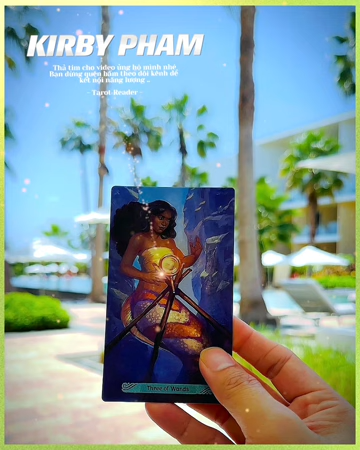 KIRBY PHAM
Thả tim cho video ủng hộ mình nhé
Bạn đừng quên bấm theo dõi kênh để
kết nối năng lượng ..
- Tarot Reader -
Three of Wands